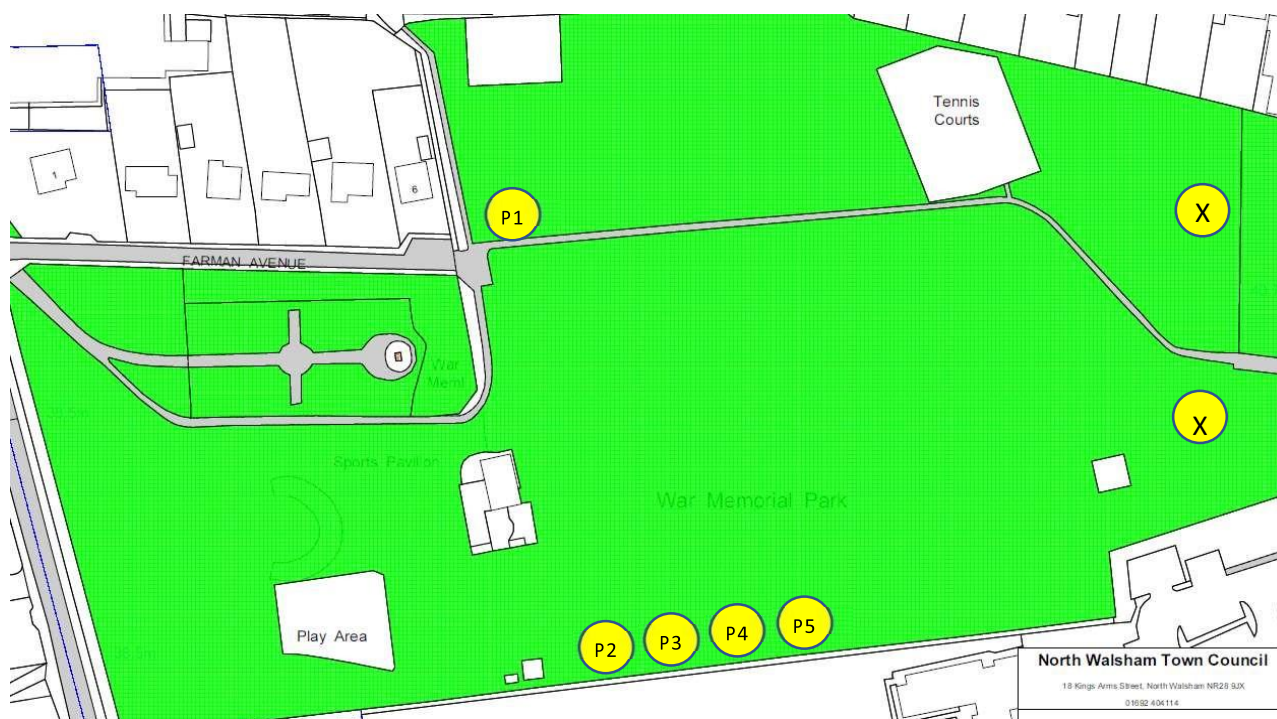 Tennis
Courts
1
6
P1
X
FARMAN AVENUE
War
Meml
X
Sports Pavilion
War Memorial Park
Play Area
P2
P3
P4
P5
North Walsham Town Council
18 Kings Arms Street, North Walsham NR28 9JX
01692 404114